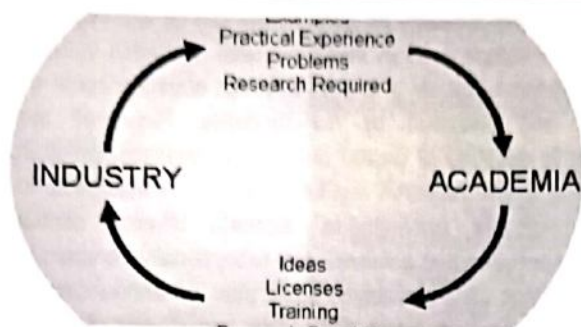 Practical Experience
Problems
Research Required
INDUSTRY
ACADEMIA
Ideas
Licenses
Training